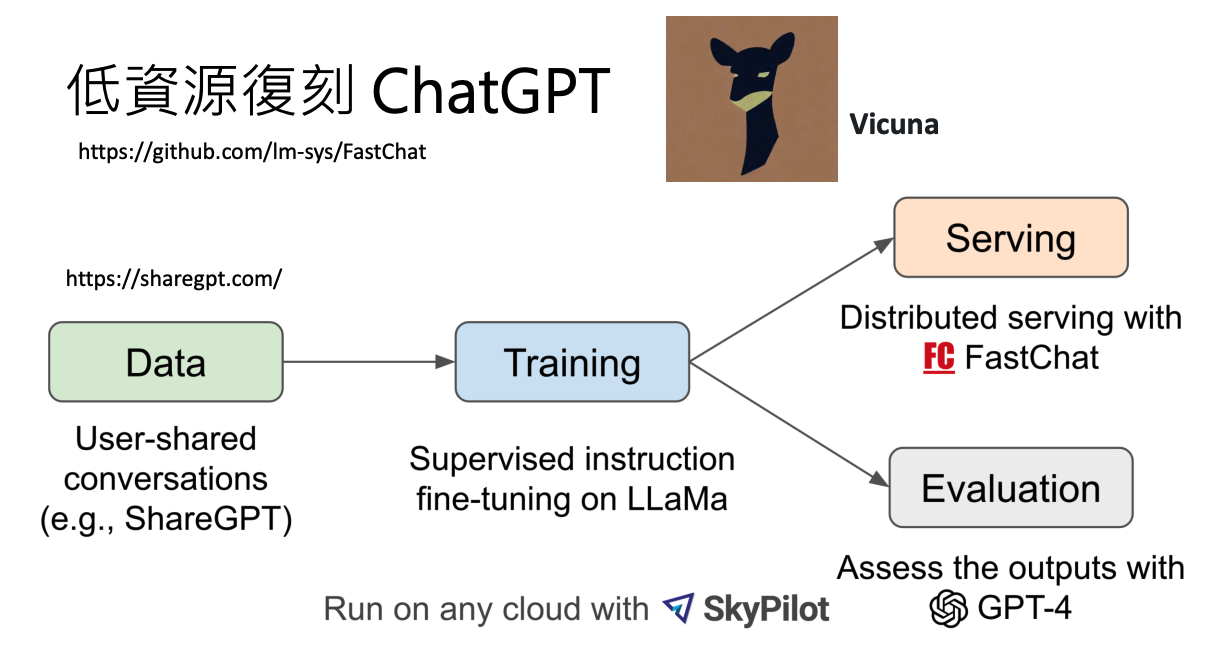 低資源復刻 ChatGPT
https://github.com/lm-sys/FastChat
Vicuna
https://sharegpt.com/
Data
User-shared
conversations
(e.g., ShareGPT)
Training
Supervised instruction
fine-tuning on LLaMa
Serving
Distributed serving with
FC FastChat
Evaluation
Assess the outputs with
GPT-4
Run on any cloud with SkyPilot